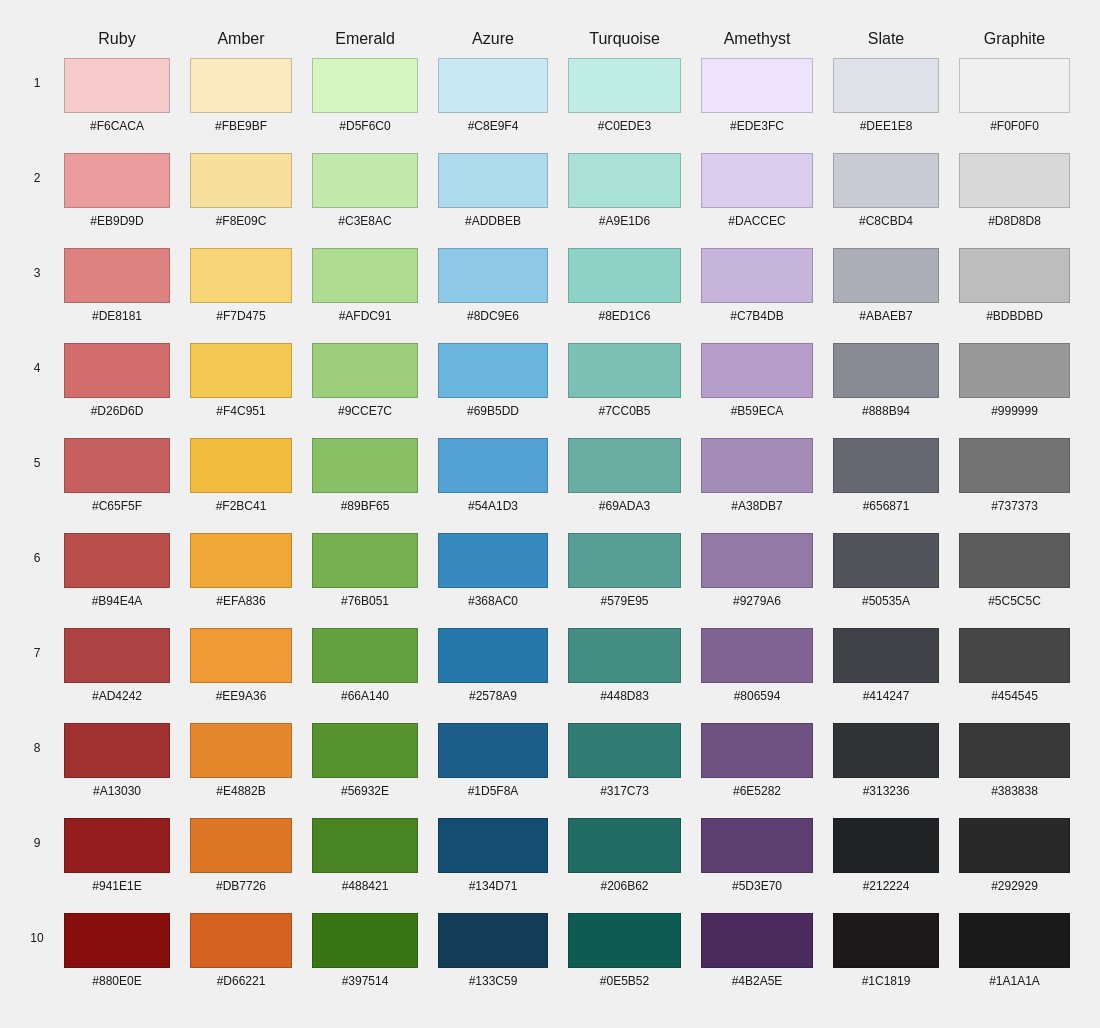 Ruby Amber Emerald Azure Turquoise Amethyst Slate Graphite
1
#F6CACA #FBE9BF #D5F6C0 #C8E9F4 #C0EDE3 #EDE3FC #DEE1E8 #F0F0F0
2
#EB9D9D #F8E09C #C3E8AC #ADDBEB #A9E1D6 #DACCEC #C8CBD4 #D8D8D8
3
#DE8181 #F7D475 #AFDC91 #8DC9E6 #8ED1C6 #C7B4DB #ABAEB7 #BDBDBD
4
#D26D6D #F4C951 #9CCE7C #69B5DD #7CC0B5 #B59ECA #888B94 #999999
5
#C65F5F #F2BC41 #89BF65 #54A1D3 #69ADA3 #A38DB7 #656871 #737373
6
#B94E4A #EFA836 #76B051 #368AC0 #579E95 #9279A6 #50535A #5C5C5C
7
#AD4242 #EE9A36 #66A140 #2578A9 #448D83 #806594 #414247 #454545
8
#A13030 #E4882B #56932E #1D5F8A #317C73 #6E5282 #313236 #383838
9
#941E1E #DB7726 #488421 #134D71 #206B62 #5D3E70 #212224 #292929
10
#880E0E #D66221 #397514 #133C59 #0E5B52 #4B2A5E #1C1819 #1A1A1A